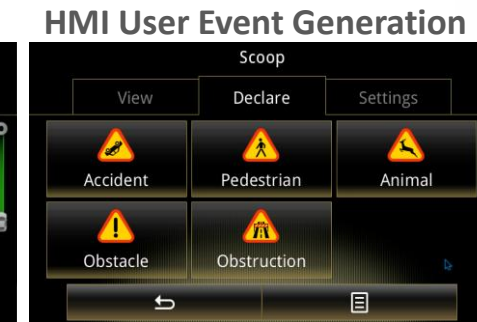 HMI User Event Generation
Scoop
View Declare Settings
Accident Pedestrian Animal
Obstacle Obstruction